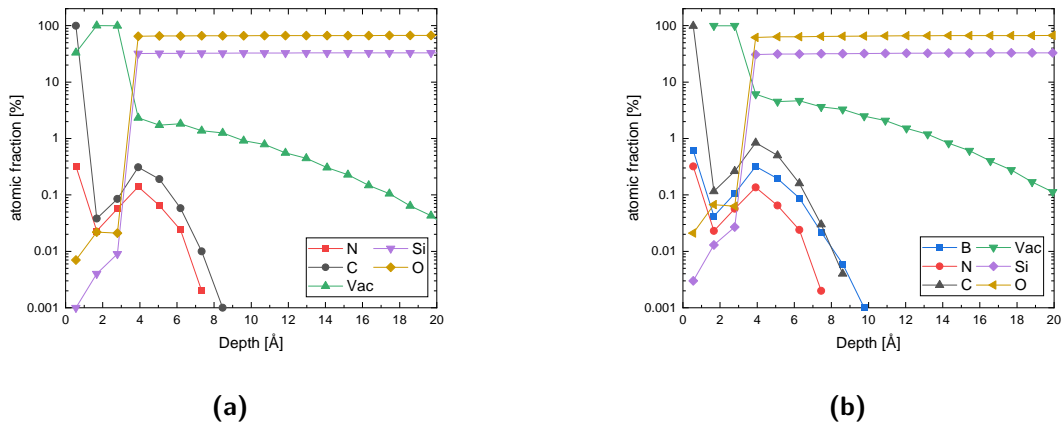 100
10
1
0.1
0.01
0.001
atomic fraction [%]
0 2 4 6 8 10 12 14 16 18 20
Depth [Å]
N Si
C O
Vac
(a)
100
10
1
0.1
0.01
0.001
atomic fraction [%]
0 2 4 6 8 10 12 14 16 18 20
Depth [Å]
B Vac
N Si
C O
(b)